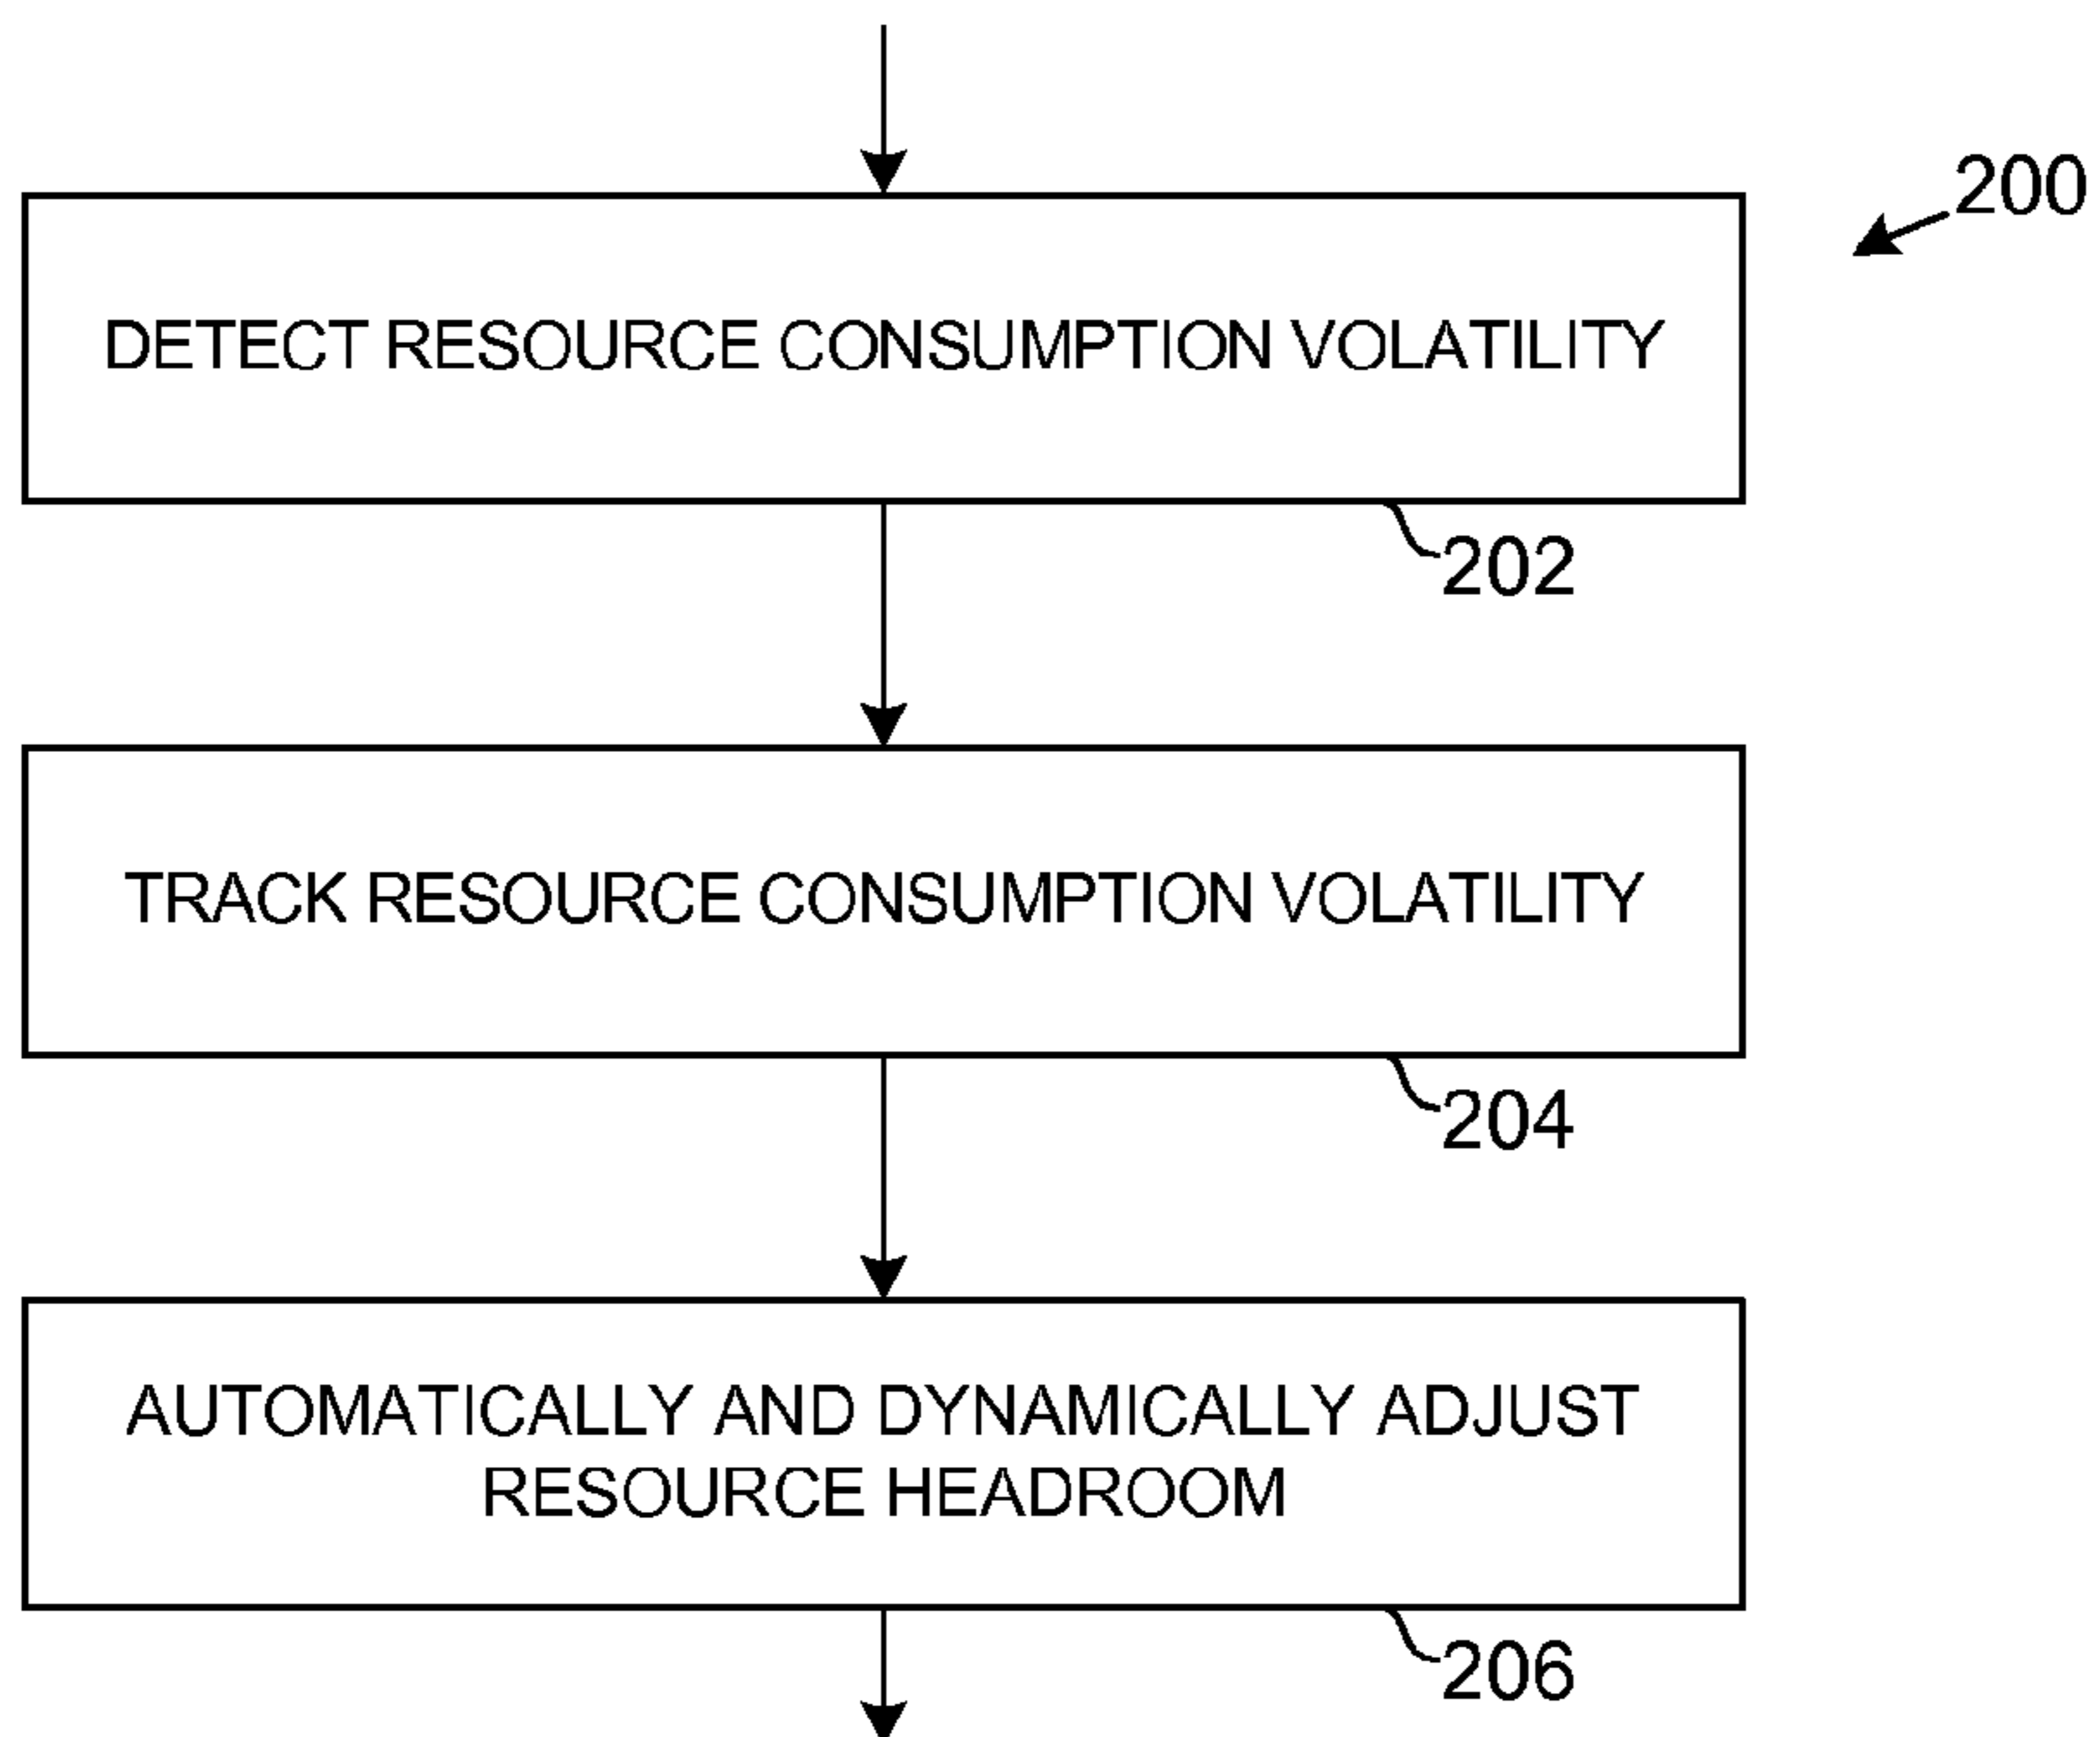 200
DETECT RESOURCE CONSUMPTION VOLATILITY
202
TRACK RESOURCE CONSUMPTION VOLATILITY
204
AUTOMATICALLY AND DYNAMICALLY ADJUST
RESOURCE HEADROOM
206